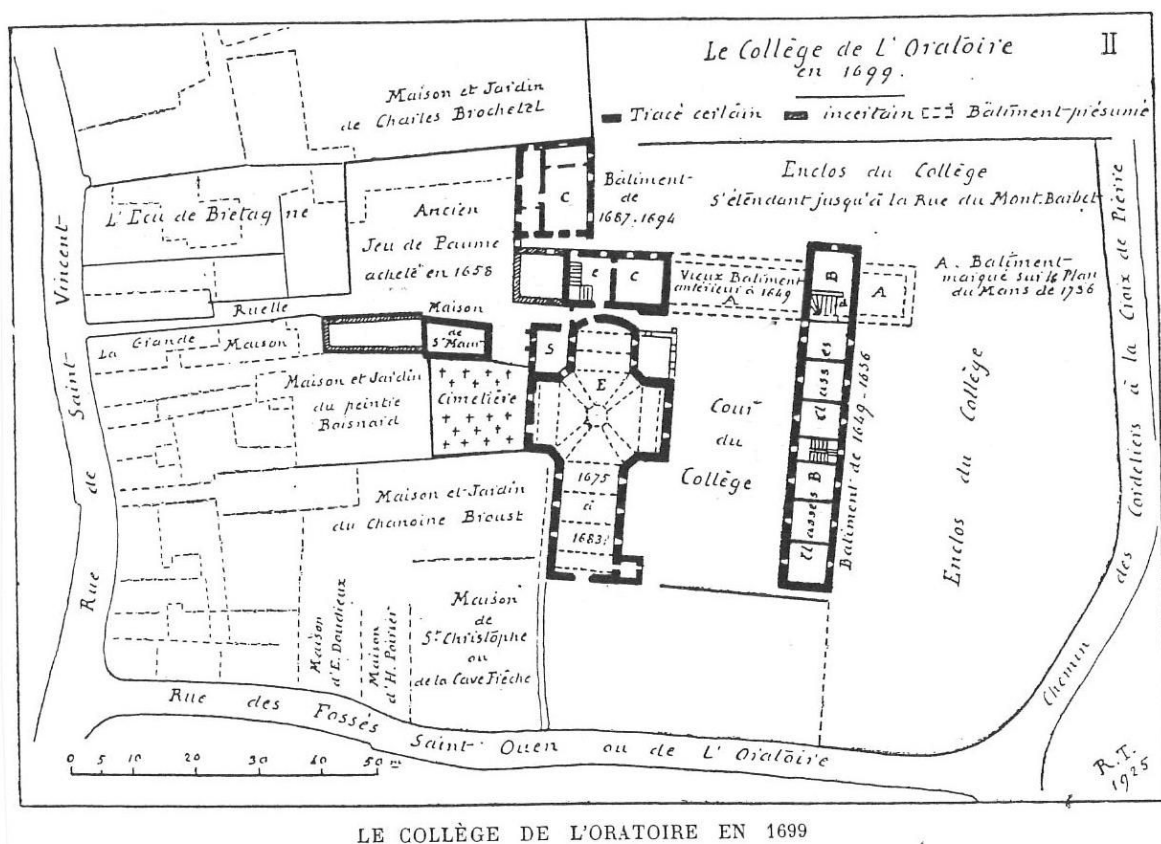 Le Collège de L'Oratoire
en 1699.
II
Tracé certain
incertain
Bâtiment présumé
Maison et Jardin
de Charles Brochetel
Enclos du Collège
s'étendant jusqu'à la Rue du Mont Barbet
Bâtiment
de
1687-1694
C
L'Ecu de Bretagne
Ancien
Jeu de Paume
acheté en 1658
e
C
Vieux Bâtiment
antérieur à 1649
A
B
d
A
A. Bâtiment
marqué sur le Plan
du Mans de 1736
Ruelle
Maison
de
St Maur
La Grande Maison
S
E
Cimetière
Maison et Jardin
du peintre
Boisnard
Cour
du
Collège
Classes
Classes B
Classe
Bâtiment de 1649-1656
Enclos du Collège
Chemin des Cordeliers à la Croix de Pierre
1675
à
1683?
Maison et Jardin
du Chanoine Broust
Maison
d'E. Doudieux
Maison
d'H. Poirier
Maison
de
St Christophe
ou
de la Cave Frêche
Rue de Saint-Vincent
Rue des Fossés Saint Ouen ou de L'Oratoire
0 5 10 20 30 40 50 m
R.T.
1925
LE COLLÈGE DE L'ORATOIRE EN 1699